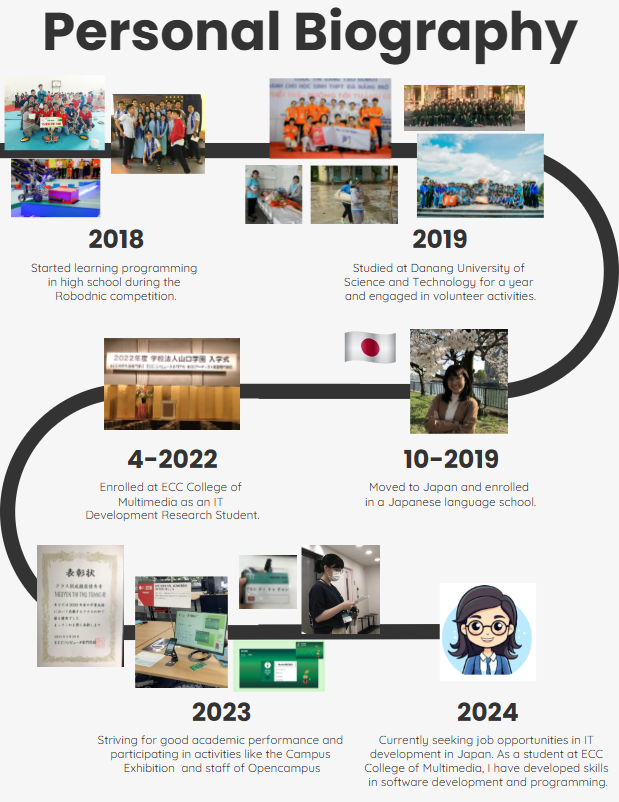 Personal Biography
2018
Started learning programming
in high school during the
Robodnic competition.
2019
Studied at Danang University of
Science and Technology for a year
and engaged in volunteer activities.
2022年度 学校法人山口学園 入学式
4-2022
Enrolled at ECC College of
Multimedia as an IT
Development Research Student.
10-2019
Moved to Japan and enrolled
in a Japanese language school.
表彰状
2023
Striving for good academic performance and
participating in activities like the Campus
Exhibition and staff of Opencampus
2024
Currently seeking job opportunities in IT
development in Japan. As a student at ECC
College of Multimedia, I have developed skills
in software development and programming.